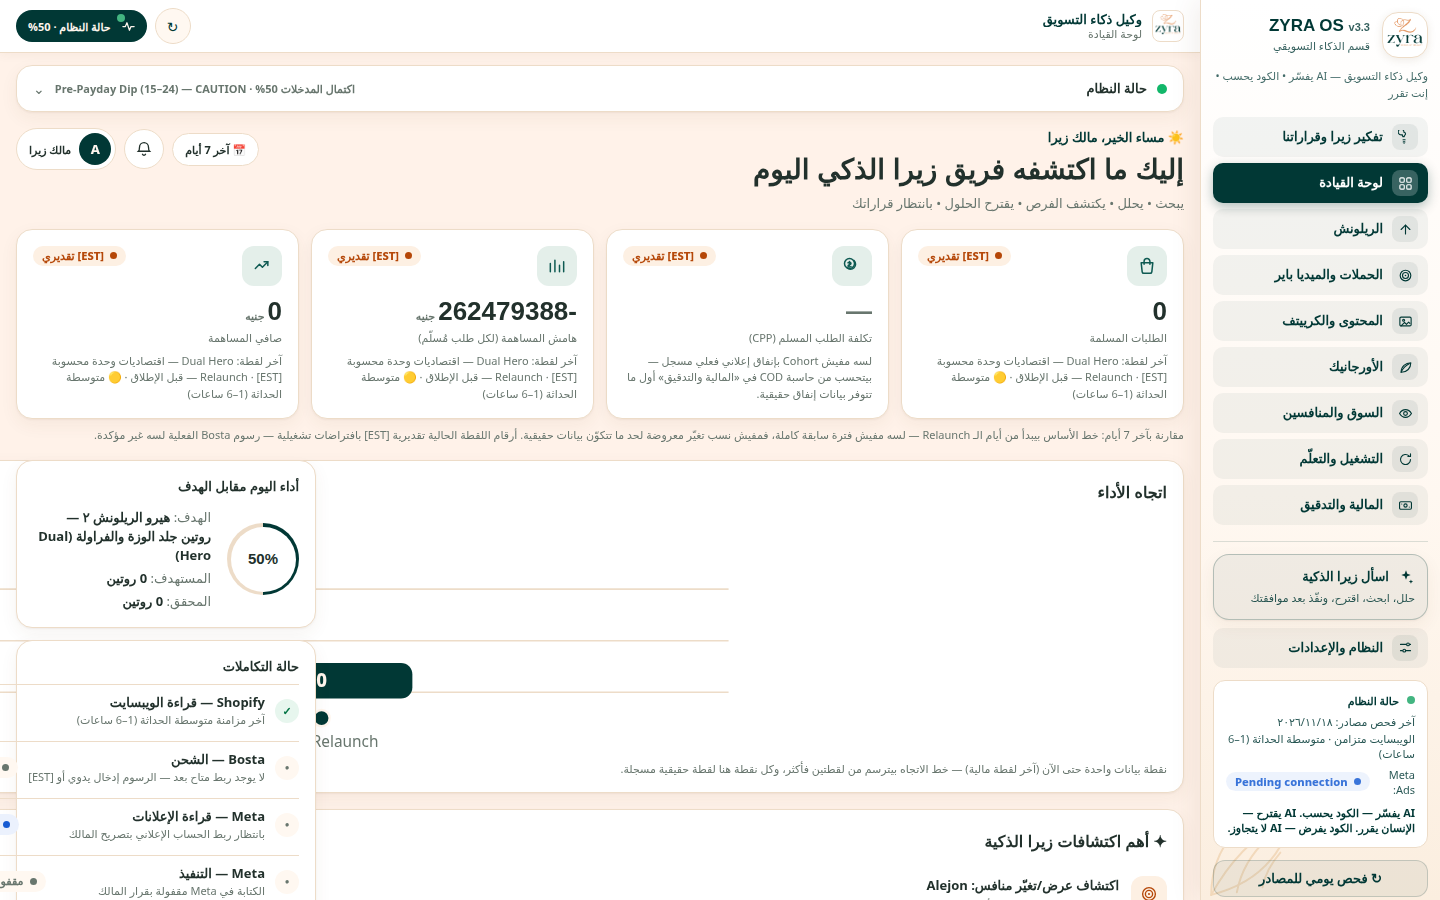 ZYRA OS v3.3
قسم الذكاء التسويقي
zyra
وكيل ذكاء التسويق — AI يفسّر • الكود يحسب •
إنت تقرر
تفكير زيرا وقراراتنا
لوحة القيادة
الريلونش
الحملات والميديا باير
المحتوى والكرييتف
الأورجانيك
السوق والمنافسين
التشغيل والتعلّم
المالية والتدقيق
اسأل زيرا الذكية
حلل، ابحث، اقترح، ونفّذ بعد موافقتك
النظام والإعدادات
حالة النظام
آخر فحص مصادر: ٢٠٢٦/١١/١٨
الويبسايت متزامن · متوسطة الحداثة (1–6
ساعات)
Meta Ads:
Pending connection
AI يفسّر — الكود يحسب. AI يقترح —
الإنسان يقرر. الكود يفرض — AI لا يتجاوز.
↻ فحص يومي للمصادر
zyra
وكيل ذكاء التسويق
لوحة القيادة
↻
حالة النظام · 50%
حالة النظام
اكتمال المدخلات 50% · Pre-Payday Dip (15–24) — CAUTION
☀️ مساء الخير، مالك زيرا
إليك ما اكتشفه فريق زيرا الذكي اليوم
يبحث • يحلل • يكتشف الفرص • يقترح الحلول • بانتظار قراراتك
📅 آخر 7 أيام
A
مالك زيرا
[EST] تقديري
0
الطلبات المسلمة
آخر لقطة: Dual Hero — اقتصاديات وحدة محسوبة
[EST] · Relaunch — قبل الإطلاق · 🟡 متوسطة
الحداثة (1–6 ساعات)
[EST] تقديري
—
تكلفة الطلب المسلم (CPP)
لسه مفيش Cohort بإنفاق إعلاني فعلي مسجل —
بيتحسب من حاسبة COD في «المالية والتدقيق» أول ما
تتوفر بيانات إنفاق حقيقية.
[EST] تقديري
-262479388 جنيه
هامش المساهمة (لكل طلب مُسلّم)
آخر لقطة: Dual Hero — اقتصاديات وحدة محسوبة
[EST] · Relaunch — قبل الإطلاق · 🟡 متوسطة
الحداثة (1–6 ساعات)
[EST] تقديري
0 جنيه
صافي المساهمة
آخر لقطة: Dual Hero — اقتصاديات وحدة محسوبة
[EST] · Relaunch — قبل الإطلاق · 🟡 متوسطة
الحداثة (1–6 ساعات)
مقارنة بآخر 7 أيام: خط الأساس بيبدأ من أيام الـ Relaunch — لسه مفيش فترة سابقة كاملة، فمفيش نسب تغيّر معروضة لحد ما تتكوّن بيانات حقيقية. أرقام اللقطة الحالية تقديرية [EST] بافتراضات تشغيلية — رسوم Bosta الفعلية لسه غير مؤكدة.
اتجاه الأداء
0
Relaunch
نقطة بيانات واحدة حتى الآن (آخر لقطة مالية) — خط الاتجاه بيترسم من لقطتين فأكثر، وكل نقطة هنا لقطة حقيقية مسجلة.
أداء اليوم مقابل الهدف
50%
الهدف: هيرو الريلونش ٢ —
روتين جلد الوزة والفراولة (Dual
Hero)
المستهدف: 0 روتين
المحقق: 0 روتين
حالة التكاملات
Shopify — قراءة الويبسايت
آخر مزامنة متوسطة الحداثة (1–6 ساعات)
Bosta — الشحن
لا يوجد ربط متاح بعد — الرسوم إدخال يدوي أو [EST]
Meta — قراءة الإعلانات
بانتظار ربط الحساب الإعلاني بتصريح المالك
Meta — التنفيذ
الكتابة في Meta مقفولة بقرار المالك
✦ أهم اكتشافات زيرا الذكية
اكتشاف عرض/تغيّر منافس: Alejon